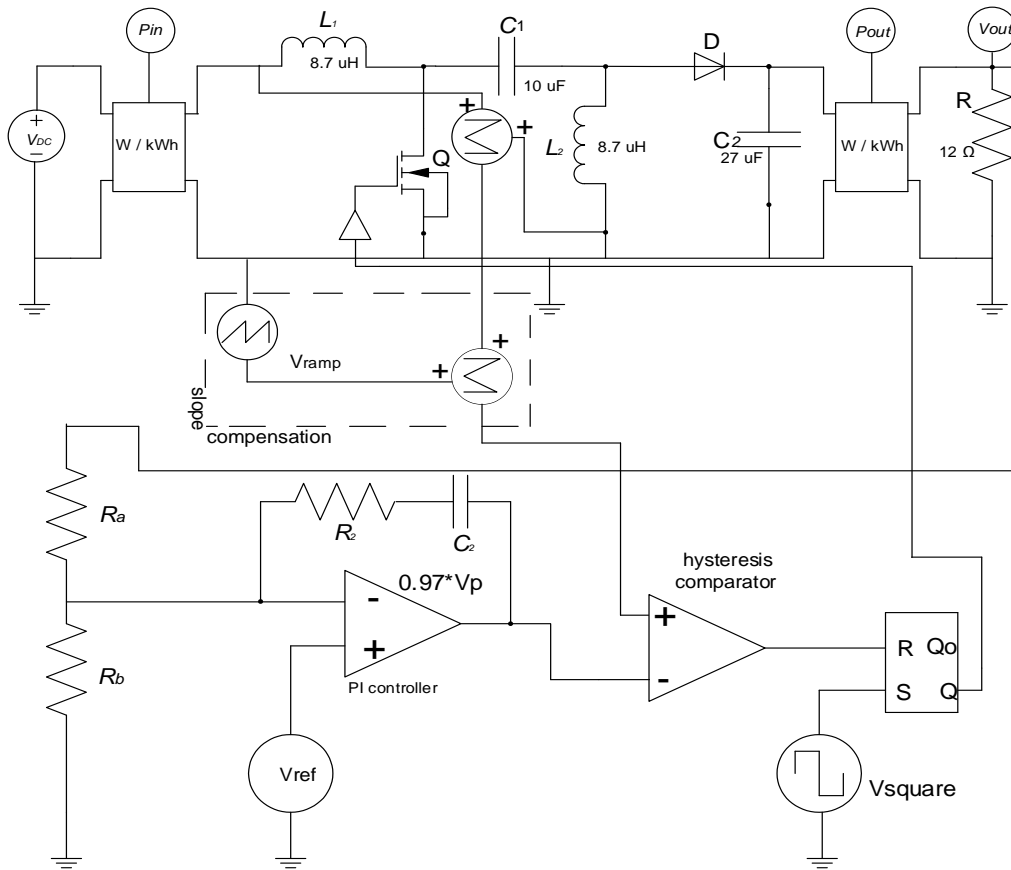 Pin
L1
C1
D
Pout
Vout
8.7 uH
10 uF
+
VDC
−
W / kWh
+
+
Q
L2
8.7 uH
C2
27 uF
W / kWh
R
12 Ω
Vramp
+
+
slope
compensation
Ra
R2
C2
0.97*Vp
hysteresis
comparator
-
+
PI controller
Rb
+
-
R
Qo
S
Q
Vref
Vsquare